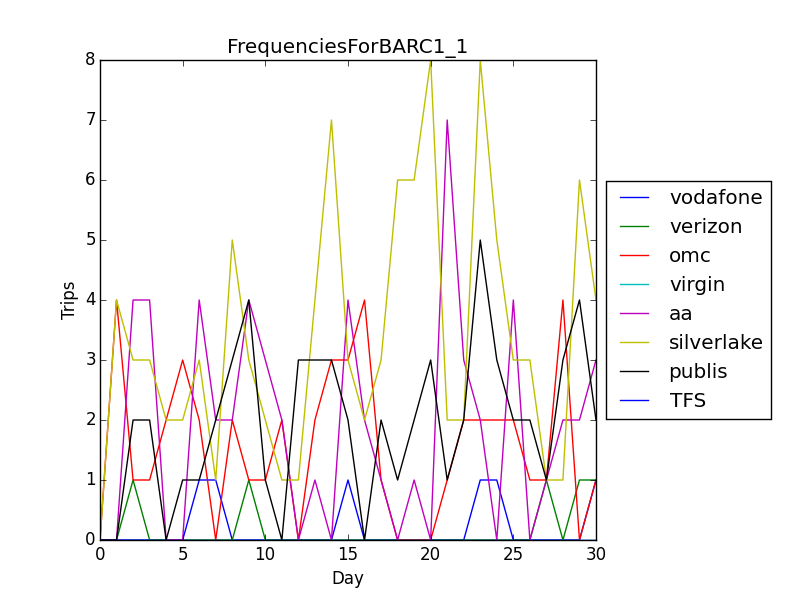 FrequenciesForBARC1_1
8
7
6
5
4
3
2
1
0
Trips
0 5 10 15 20 25 30
Day
vodafone
verizon
omc
virgin
aa
silverlake
publis
TFS